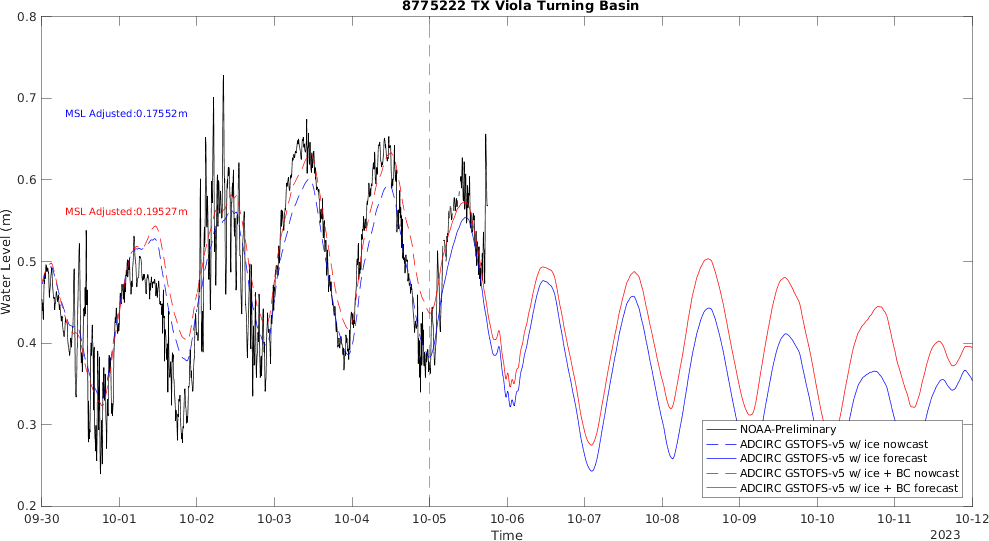 8775222 TX Viola Turning Basin
0.8
0.7
0.6
0.5
0.4
0.3
0.2
Water Level (m)
MSL Adjusted:0.17552m
MSL Adjusted:0.19527m
NOAA-Preliminary
ADCIRC GSTOFS-v5 w/ ice nowcast
ADCIRC GSTOFS-v5 w/ ice forecast
ADCIRC GSTOFS-v5 w/ ice + BC nowcast
ADCIRC GSTOFS-v5 w/ ice + BC forecast
09-30 10-01 10-02 10-03 10-04 10-05 10-06 10-07 10-08 10-09 10-10 10-11 10-12
Time
2023